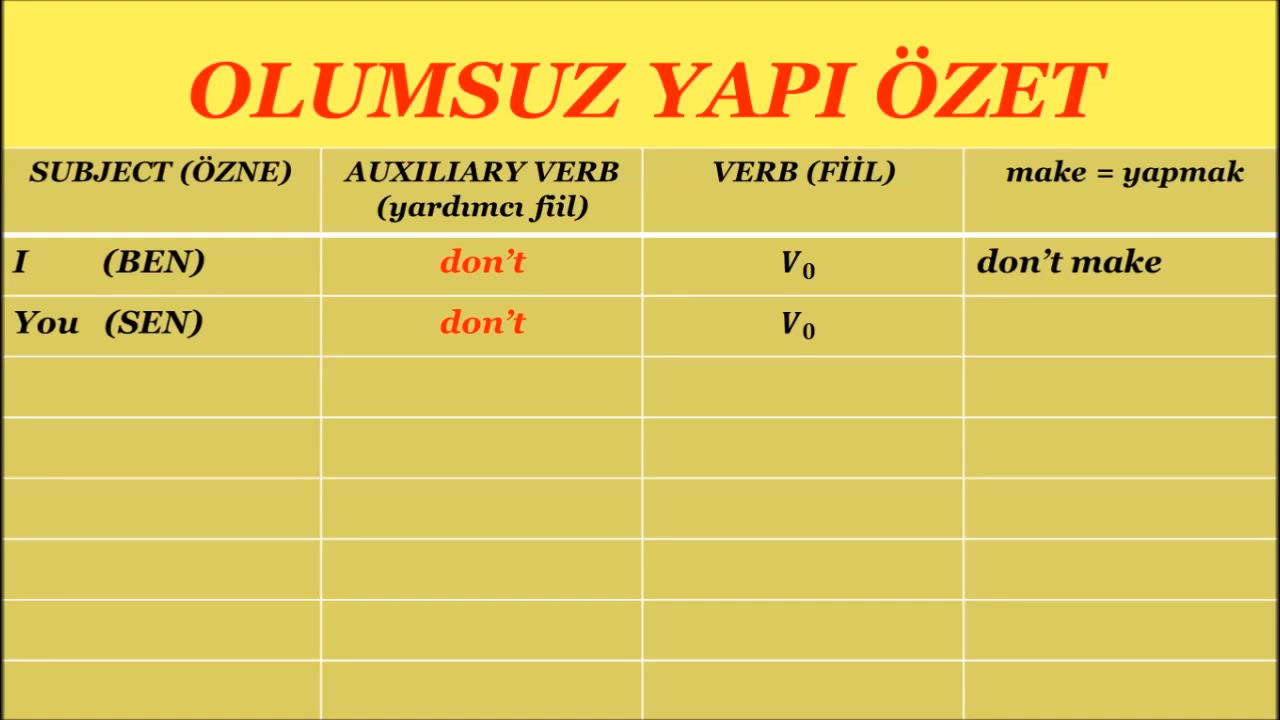 OLUMSUZ YAPI ÖZET
SUBJECT (ÖZNE) AUXILIARY VERB (yardımcı fiil) VERB (FİİL) make = yapmak
I (BEN) don’t V₀ don’t make
You (SEN) don’t V₀